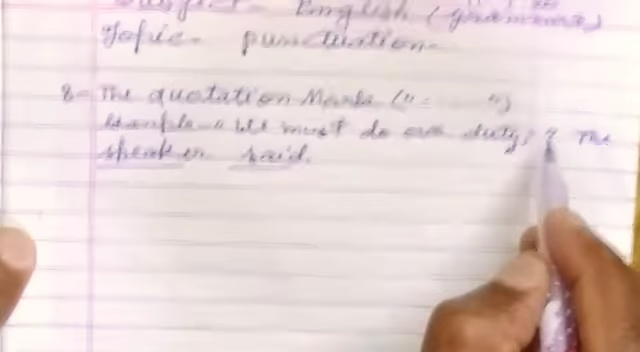 Subject - English (grammar)
Topic - punctuation -
8 - The quotation Marks (" - ")
Example - " We must do our duty, " The
speaker said.